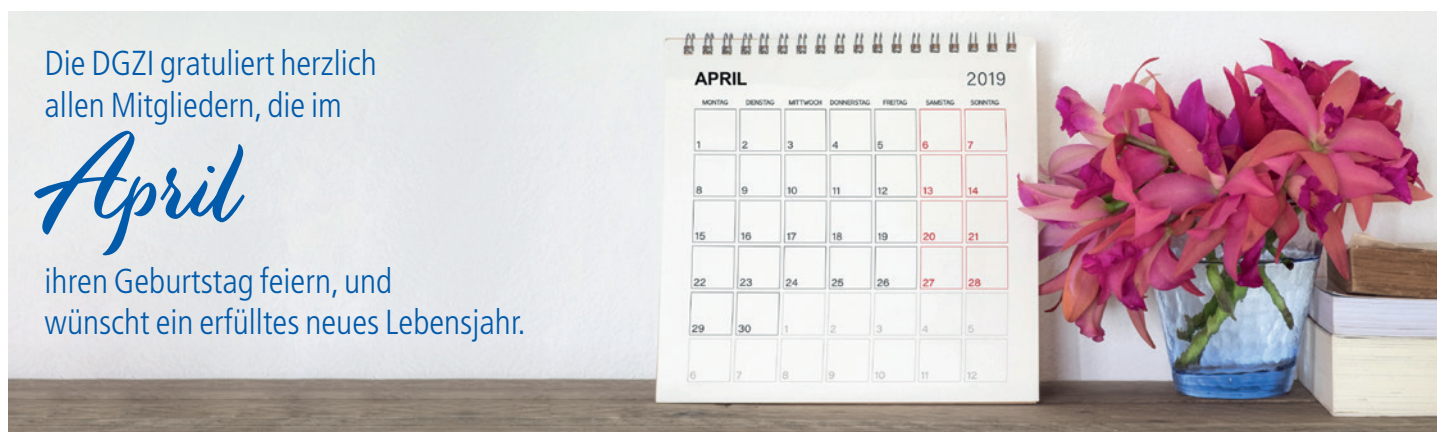 Die DGZI gratuliert herzlich
allen Mitgliedern, die im
April
ihren Geburtstag feiern, und
wünscht ein erfülltes neues Lebensjahr.
APRIL 2019
MONTAG DIENSTAG MITTWOCH DONNERSTAG FREITAG SAMSTAG SONNTAG
1 2 3 4 5 6 7
8 9 10 11 12 13 14
15 16 17 18 19 20 21
22 23 24 25 26 27 28
29 30 1 2 3 4 5
6 7 8 9 10 11 12